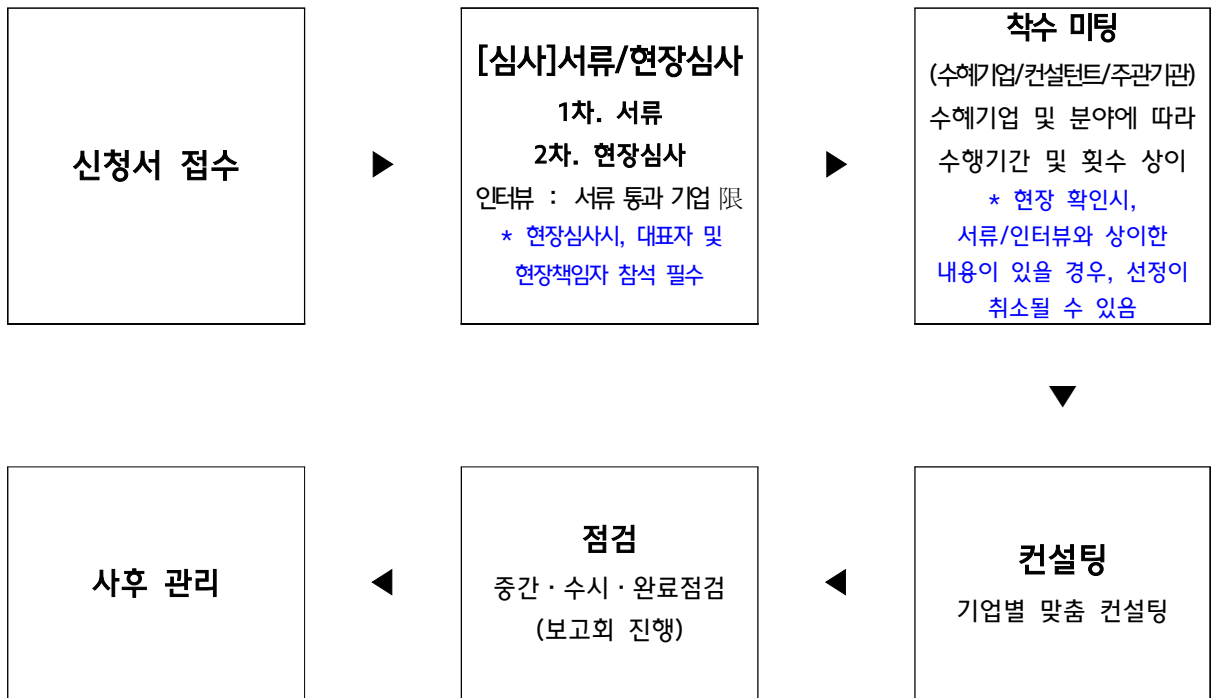 신청서 접수
▶
[심사]서류/현장심사
1차. 서류
2차. 현장심사
인터뷰 : 서류 통과 기업 限
* 현장심사시, 대표자 및
현장책임자 참석 필수
▶
착수 미팅
(수혜기업/컨설턴트/주관기관)
수혜기업 및 분야에 따라
수행기간 및 횟수 상이
* 현장 확인시,
서류/인터뷰와 상이한
내용이 있을 경우, 선정이
취소될 수 있음
▼
컨설팅
기업별 맞춤 컨설팅
◀
점검
중간·수시·완료점검
(보고회 진행)
◀
사후 관리